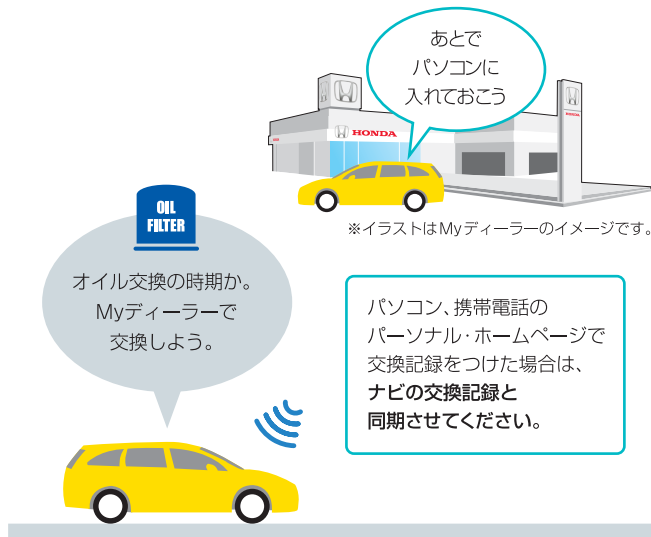 あとで
パソコンに
入れておこう
HONDA
HONDA
※イラストはMyディーラーのイメージです。
OIL
FILTER
オイル交換の時期か。
Myディーラーで
交換しよう。
パソコン、携帯電話の
パーソナル・ホームページで
交換記録をつけた場合は、
ナビの交換記録と
同期させてください。